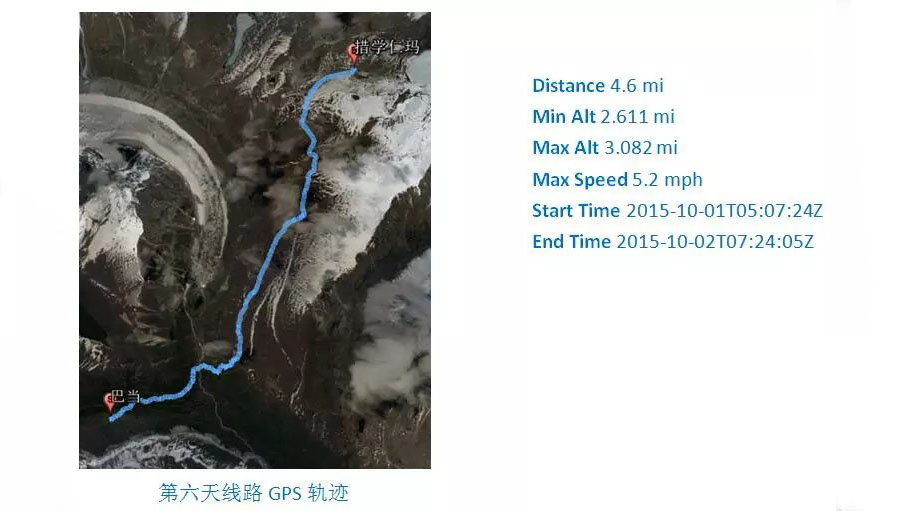 措学仁玛
巴当
第六天线路 GPS 轨迹
Distance 4.6 mi
Min Alt 2.611 mi
Max Alt 3.082 mi
Max Speed 5.2 mph
Start Time 2015-10-01T05:07:24Z
End Time 2015-10-02T07:24:05Z